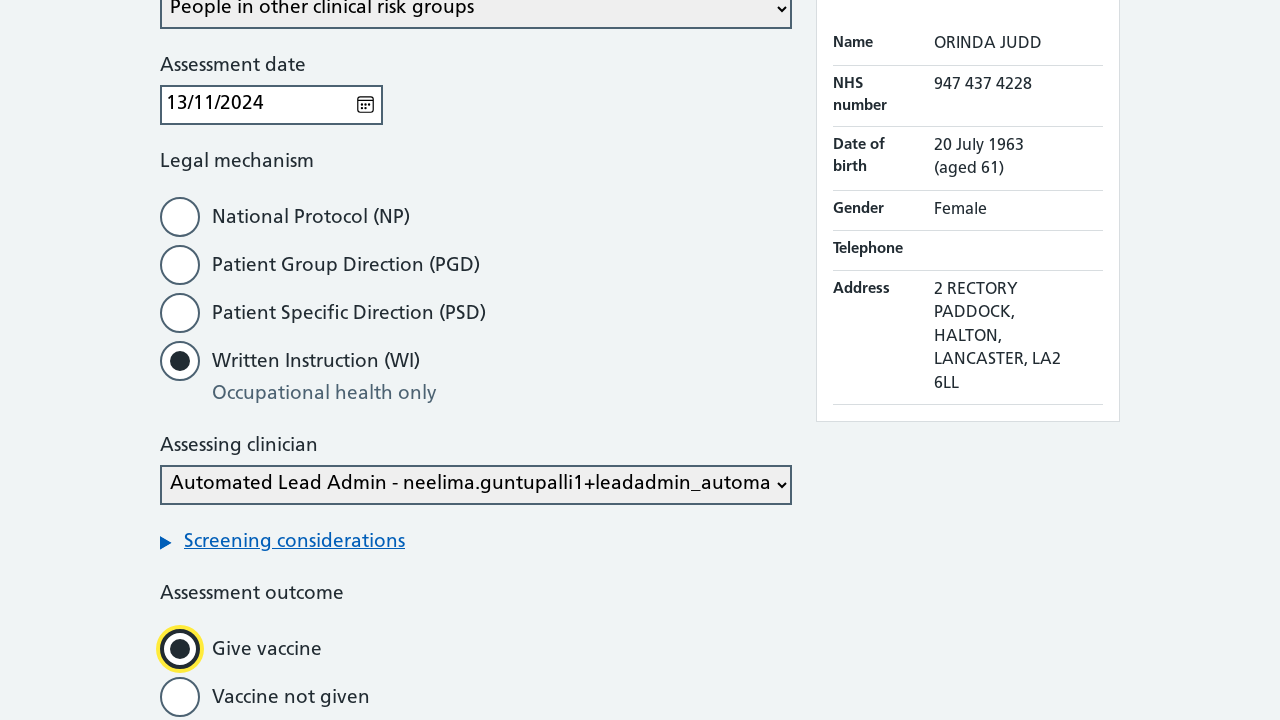 People in other clinical risk groups
Assessment date
13/11/2024
Legal mechanism
National Protocol (NP)
Patient Group Direction (PGD)
Patient Specific Direction (PSD)
Written Instruction (WI)
Occupational health only
Assessing clinician
Automated Lead Admin - neelima.guntupalli1+leadadmin_automa
Screening considerations
Assessment outcome
Give vaccine
Vaccine not given
Name ORINDA JUDD
NHS number 947 437 4228
Date of birth 20 July 1963
(aged 61)
Gender Female
Telephone
Address 2 RECTORY
PADDOCK,
HALTON,
LANCASTER, LA2
6LL